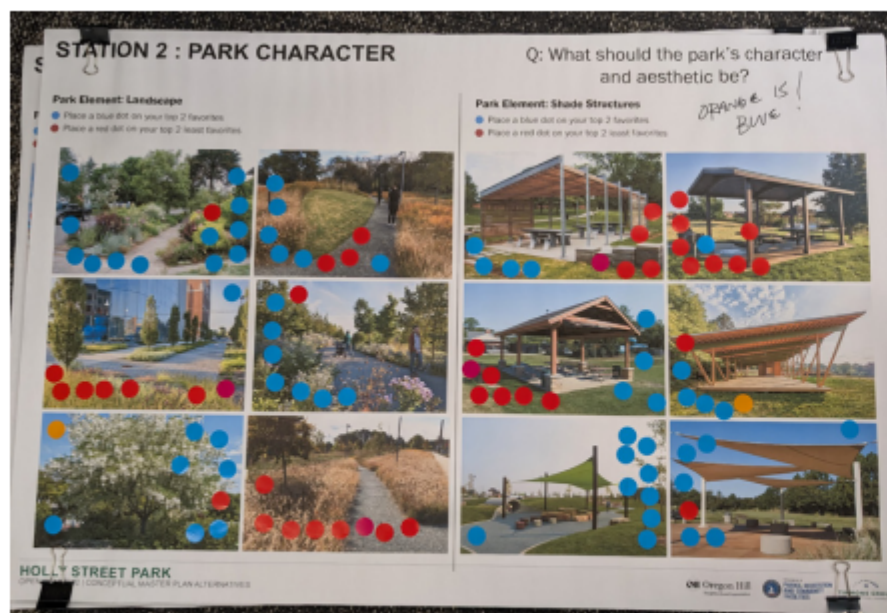 STATION 2 : PARK CHARACTER
Q: What should the park's character
and aesthetic be?
ORANGE IS
BLUE !
Park Element: Landscape
Place a blue dot on your top 2 favorites
Place a red dot on your top 2 least favorites
Park Element: Shade Structures
Place a blue dot on your top 2 favorites
Place a red dot on your top 2 least favorites
HOLLY STREET PARK
CONCEPTUAL MASTER PLAN ALTERNATIVES
Oregon Hill